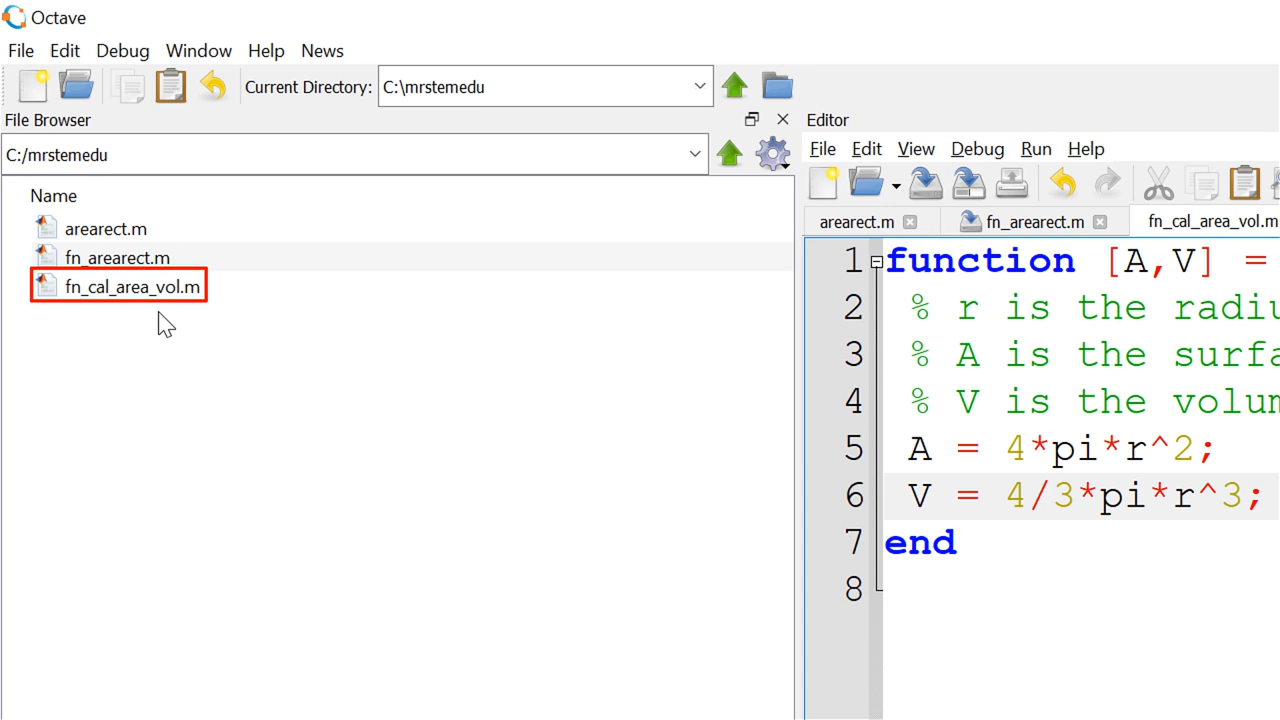 Octave
File Edit Debug Window Help News
Current Directory: C:\mrstemedu
File Browser
C:/mrstemedu
Name
arearect.m
fn_arearect.m
fn_cal_area_vol.m
Editor
File Edit View Debug Run Help
arearect.m fn_arearect.m fn_cal_area_vol.m
1 function [A,V] =
2 % r is the
3 % A is the
4 % V is the
5 A = 4*pi*r^2;
6 V = 4/3*pi*r^3;
7 end
8